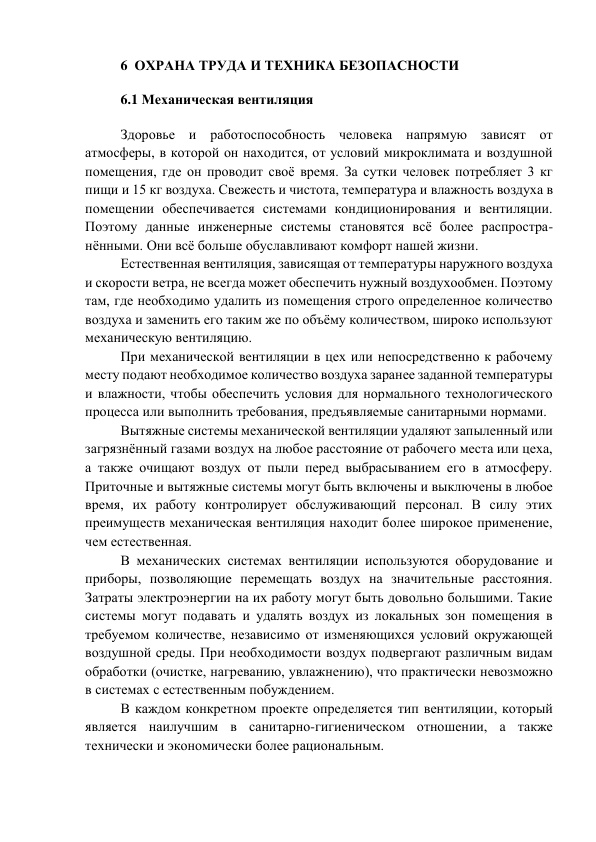 6 ОХРАНА ТРУДА И ТЕХНИКА БЕЗОПАСНОСТИ
6.1 Механическая вентиляция
Здоровье и работоспособность человека напрямую зависят от
атмосферы, в которой он находится, от условий микроклимата и воздушной
помещения, где он проводит своё время. За сутки человек потребляет 3 кг
пищи и 15 кг воздуха. Свежесть и чистота, температура и влажность воздуха в
помещении обеспечивается системами кондиционирования и вентиляции.
Поэтому данные инженерные системы становятся всё более распростра-
нёнными. Они всё больше обуславливают комфорт нашей жизни.
Естественная вентиляция, зависящая от температуры наружного воздуха
и скорости ветра, не всегда может обеспечить нужный воздухообмен. Поэтому
там, где необходимо удалить из помещения строго определенное количество
воздуха и заменить его таким же по объёму количеством, широко используют
механическую вентиляцию.
При механической вентиляции в цех или непосредственно к рабочему
месту подают необходимое количество воздуха заранее заданной температуры
и влажности, чтобы обеспечить условия для нормального технологического
процесса или выполнить требования, предъявляемые санитарными нормами.
Вытяжные системы механической вентиляции удаляют запыленный или
загрязнённый газами воздух на любое расстояние от рабочего места или цеха,
а также очищают воздух от пыли перед выбрасыванием его в атмосферу.
Приточные и вытяжные системы могут быть включены и выключены в любое
время, их работу контролирует обслуживающий персонал. В силу этих
преимуществ механическая вентиляция находит более широкое применение,
чем естественная.
В механических системах вентиляции используются оборудование и
приборы, позволяющие перемещать воздух на значительные расстояния.
Затраты электроэнергии на их работу могут быть довольно большими. Такие
системы могут подавать и удалять воздух из локальных зон помещения в
требуемом количестве, независимо от изменяющихся условий окружающей
воздушной среды. При необходимости воздух подвергают различным видам
обработки (очистке, нагреванию, увлажнению), что практически невозможно
в системах с естественным побуждением.
В каждом конкретном проекте определяется тип вентиляции, который
является наилучшим в санитарно-гигиеническом отношении, а также
технически и экономически более рациональным.